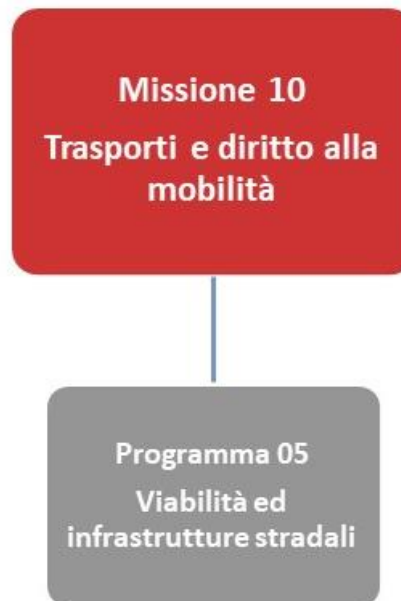 Missione 10
Trasporti e diritto alla
mobilità
Programma 05
Viabilità ed
infrastrutture stradali